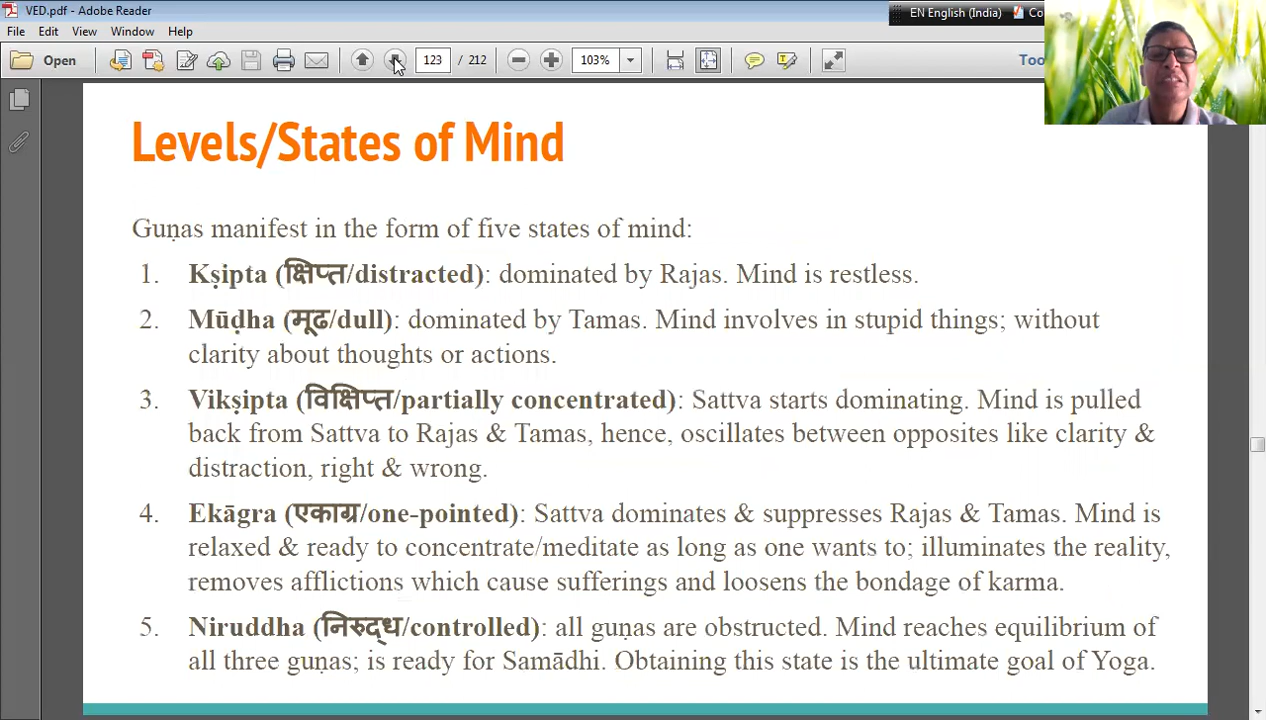 VED.pdf - Adobe Reader
EN English (India)
Co
File Edit View Window Help
Open 123 / 212 103% Too
Levels/States of Mind
Guṇas manifest in the form of five states of mind:
1. Kṣipta (क्षिप्त/distracted): dominated by Rajas. Mind is restless.
2. Mūḍha (मूढ/dull): dominated by Tamas. Mind involves in stupid things; without
clarity about thoughts or actions.
3. Vikṣipta (विक्षिप्त/partially concentrated): Sattva starts dominating. Mind is pulled
back from Sattva to Rajas & Tamas, hence, oscillates between opposites like clarity &
distraction, right & wrong.
4. Ekāgra (एकाग्र/one-pointed): Sattva dominates & suppresses Rajas & Tamas. Mind is
relaxed & ready to concentrate/meditate as long as one wants to; illuminates the reality,
removes afflictions which cause sufferings and loosens the bondage of karma.
5. Niruddha (निरुद्ध/controlled): all guṇas are obstructed. Mind reaches equilibrium of
all three guṇas; is ready for Samādhi. Obtaining this state is the ultimate goal of Yoga.